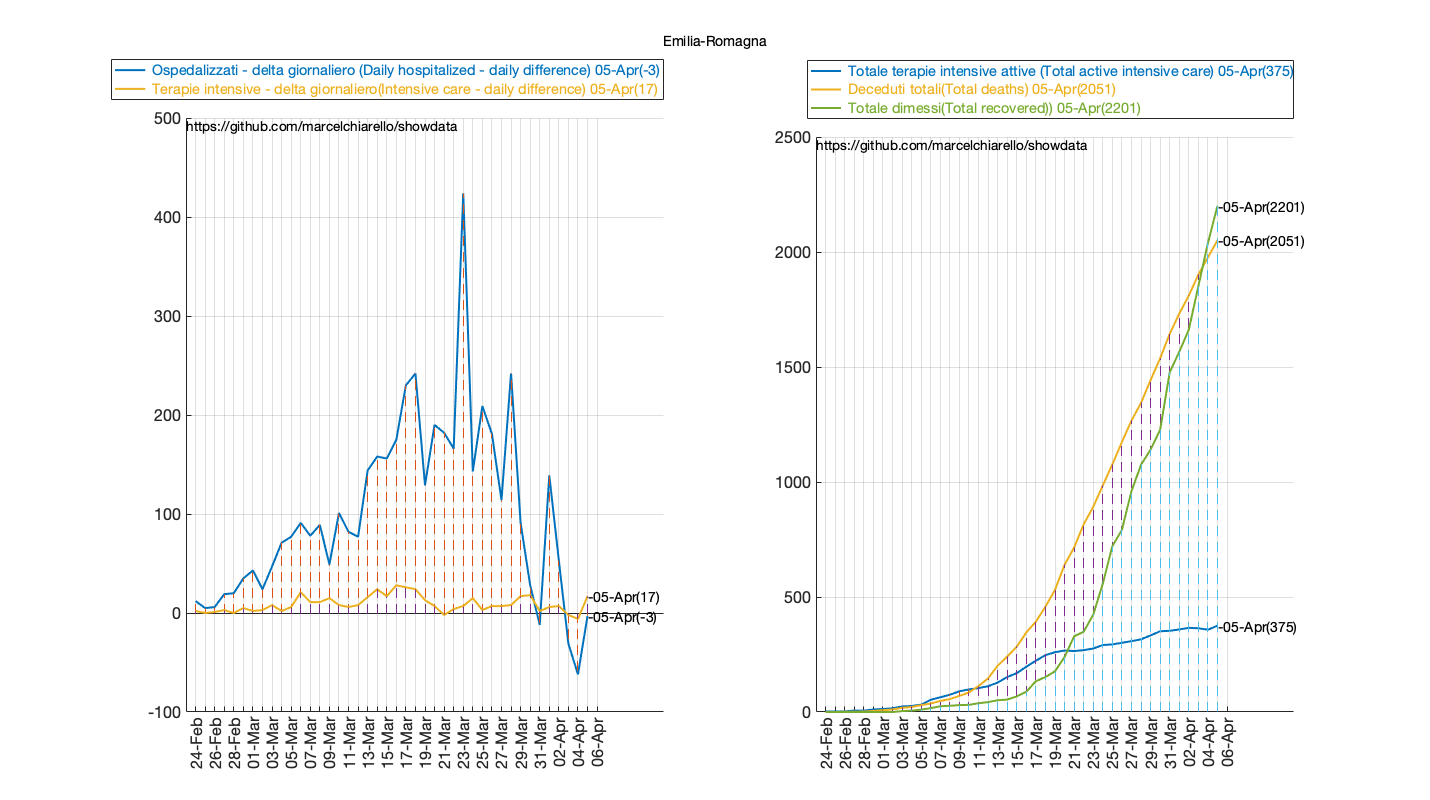 Emilia-Romagna
Ospedalizzati - delta giornaliero (Daily hospitalized - daily difference) 05-Apr(-3)
Terapie intensive - delta giornaliero(Intensive care - daily difference) 05-Apr(17)
https://github.com/marcelchiarello/showdata
500
400
300
200
100
0
-100
-05-Apr(17)
-05-Apr(-3)
24-Feb
26-Feb
28-Feb
01-Mar
03-Mar
05-Mar
07-Mar
09-Mar
11-Mar
13-Mar
15-Mar
17-Mar
19-Mar
21-Mar
23-Mar
25-Mar
27-Mar
29-Mar
31-Mar
02-Apr
04-Apr
06-Apr
Totale terapie intensive attive (Total active intensive care) 05-Apr(375)
Deceduti totali(Total deaths) 05-Apr(2051)
Totale dimessi(Total recovered)) 05-Apr(2201)
https://github.com/marcelchiarello/showdata
2500
2000
1500
1000
500
0
-05-Apr(2201)
-05-Apr(2051)
-05-Apr(375)
24-Feb
26-Feb
28-Feb
01-Mar
03-Mar
05-Mar
07-Mar
09-Mar
11-Mar
13-Mar
15-Mar
17-Mar
19-Mar
21-Mar
23-Mar
25-Mar
27-Mar
29-Mar
31-Mar
02-Apr
04-Apr
06-Apr